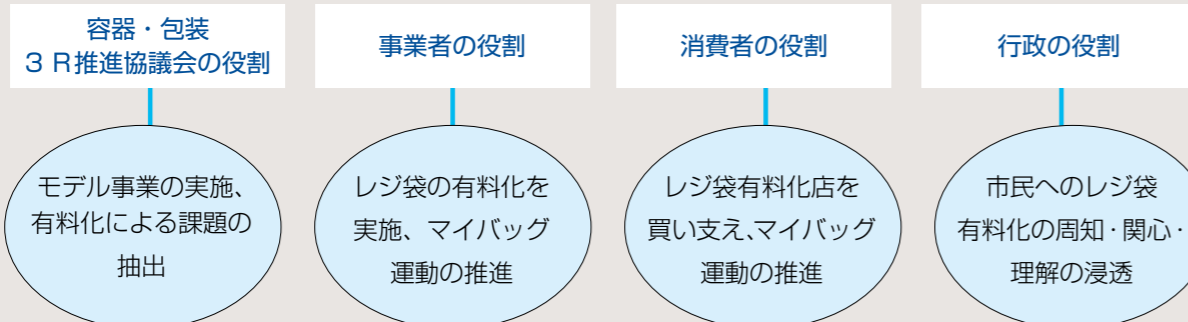 容器・包装
３Ｒ推進協議会の役割
モデル事業の実施、
有料化による課題の
抽出
事業者の役割
レジ袋の有料化を
実施、マイバッグ
運動の推進
消費者の役割
レジ袋有料化店を
買い支え、マイバッグ
運動の推進
行政の役割
市民へのレジ袋
有料化の周知・関心・
理解の浸透